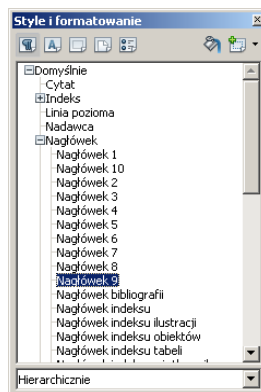 Style i formatowanie
Domyślnie
Cytat
Indeks
Linia pozioma
Nadawca
Nagłówek
Nagłówek 1
Nagłówek 10
Nagłówek 2
Nagłówek 3
Nagłówek 4
Nagłówek 5
Nagłówek 6
Nagłówek 7
Nagłówek 8
Nagłówek 9
Nagłówek bibliografii
Nagłówek indeksu
Nagłówek indeksu ilustracji
Nagłówek indeksu obiektów
Nagłówek indeksu tabeli
Hierarchicznie